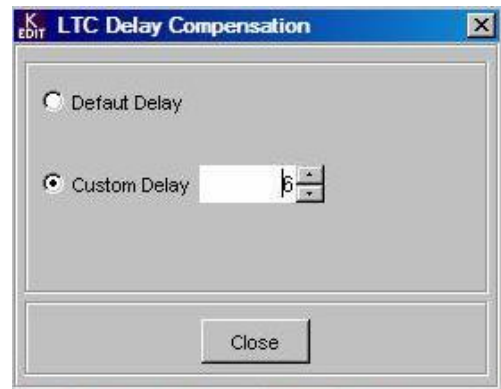 K
EDIT LTC Delay Compensation
Defaut Delay
Custom Delay 6
Close